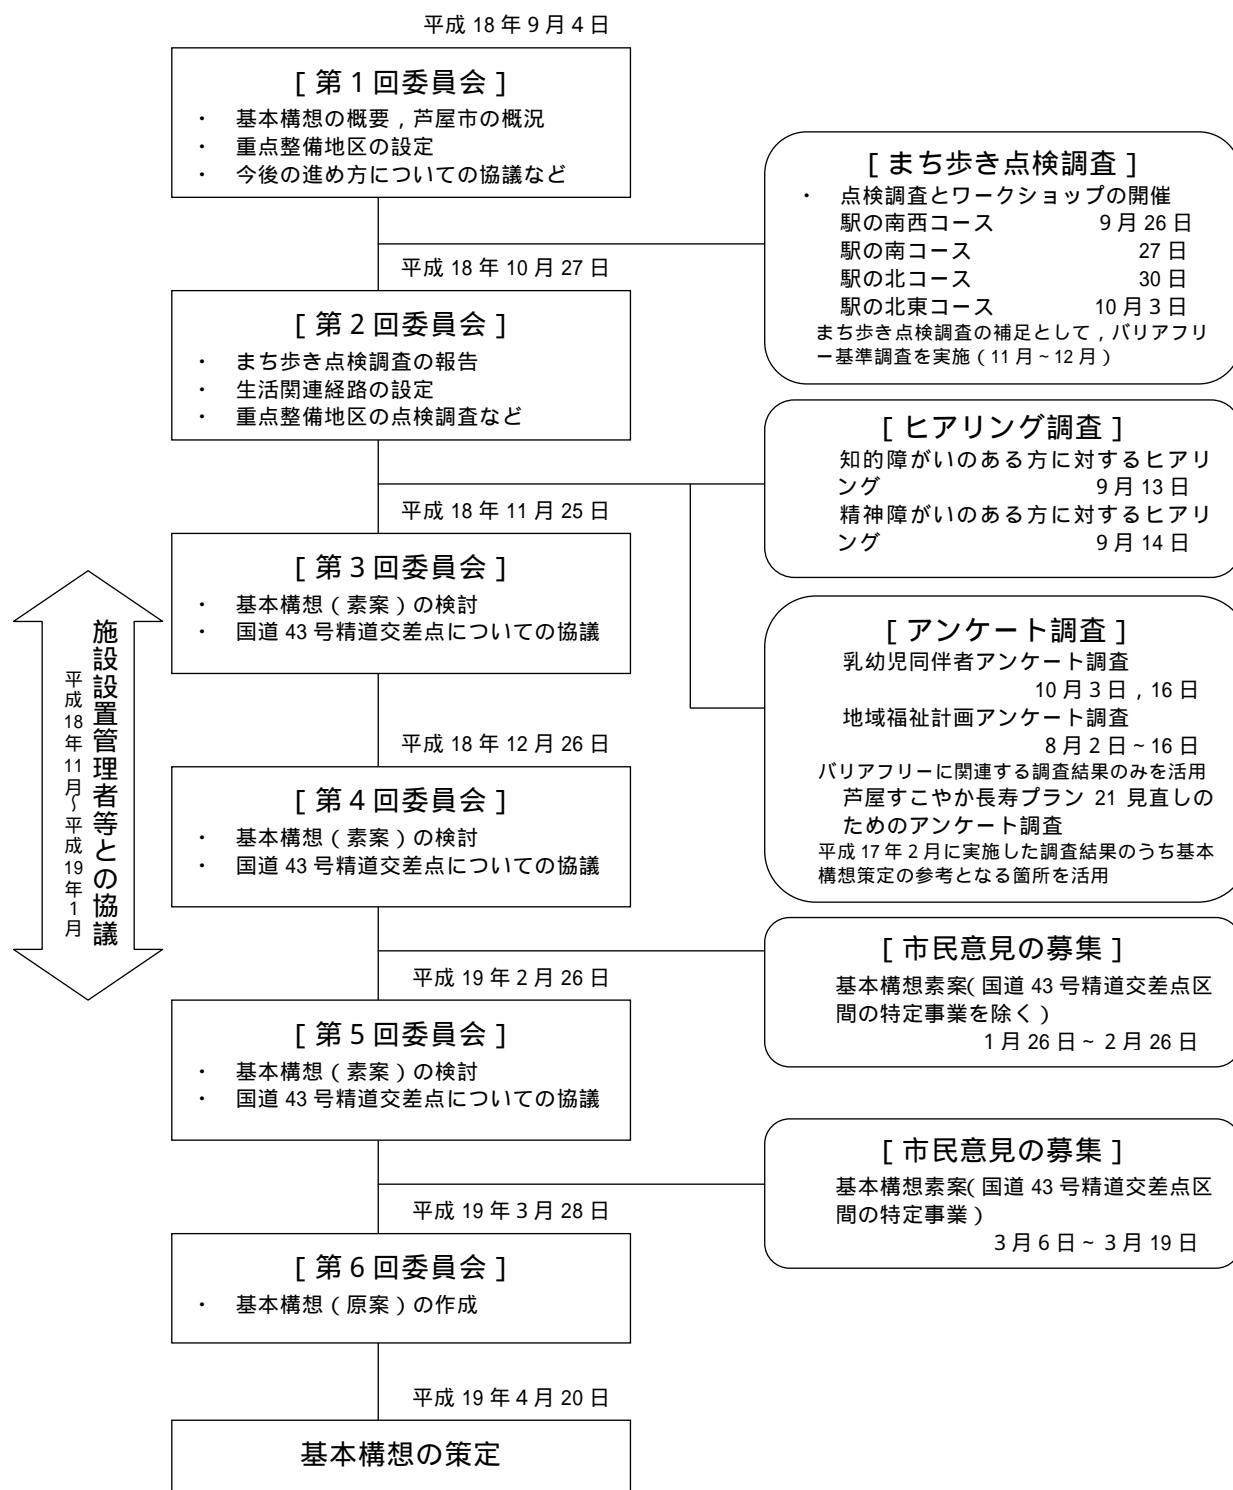 平成 18 年 9 月 4 日
[ 第 1 回委員会 ]
・ 基本構想の概要，芦屋市の概況
・ 重点整備地区の設定
・ 今後の進め方についての協議など
[ まち歩き点検調査 ]
・ 点検調査とワークショップの開催
駅の南西コース 9 月 26 日
駅の南コース 27 日
駅の北コース 30 日
駅の北東コース 10 月 3 日
まち歩き点検調査の補足として，バリアフリ
ー基準調査を実施（11 月～12 月）
平成 18 年 10 月 27 日
[ 第 2 回委員会 ]
・ まち歩き点検調査の報告
・ 生活関連経路の設定
・ 重点整備地区の点検調査など
[ ヒアリング調査 ]
知的障がいのある方に対するヒアリ
ング 9 月 13 日
精神障がいのある方に対するヒアリ
ング 9 月 14 日
平成 18 年 11 月 25 日
[ 第 3 回委員会 ]
・ 基本構想（素案）の検討
・ 国道 43 号精道交差点についての協議
施設設置管理者等との協議
平成 18 年 11 月～平成 19 年 1 月
[ アンケート調査 ]
乳幼児同伴者アンケート調査
10 月 3 日，16 日
地域福祉計画アンケート調査
8 月 2 日～16 日
バリアフリーに関連する調査結果のみを活用
芦屋すこやか長寿プラン 21 見直しの
ためのアンケート調査
平成 17 年 2 月に実施した調査結果のうち基本
構想策定の参考となる箇所を活用
平成 18 年 12 月 26 日
[ 第 4 回委員会 ]
・ 基本構想（素案）の検討
・ 国道 43 号精道交差点についての協議
[ 市民意見の募集 ]
基本構想素案（国道 43 号精道交差点区
間の特定事業を除く）
1 月 26 日～ 2 月 26 日
平成 19 年 2 月 26 日
[ 第 5 回委員会 ]
・ 基本構想（素案）の検討
・ 国道 43 号精道交差点についての協議
[ 市民意見の募集 ]
基本構想素案（国道 43 号精道交差点区
間の特定事業）
3 月 6 日～ 3 月 19 日
平成 19 年 3 月 28 日
[ 第 6 回委員会 ]
・ 基本構想（原案）の作成
平成 19 年 4 月 20 日
基本構想の策定